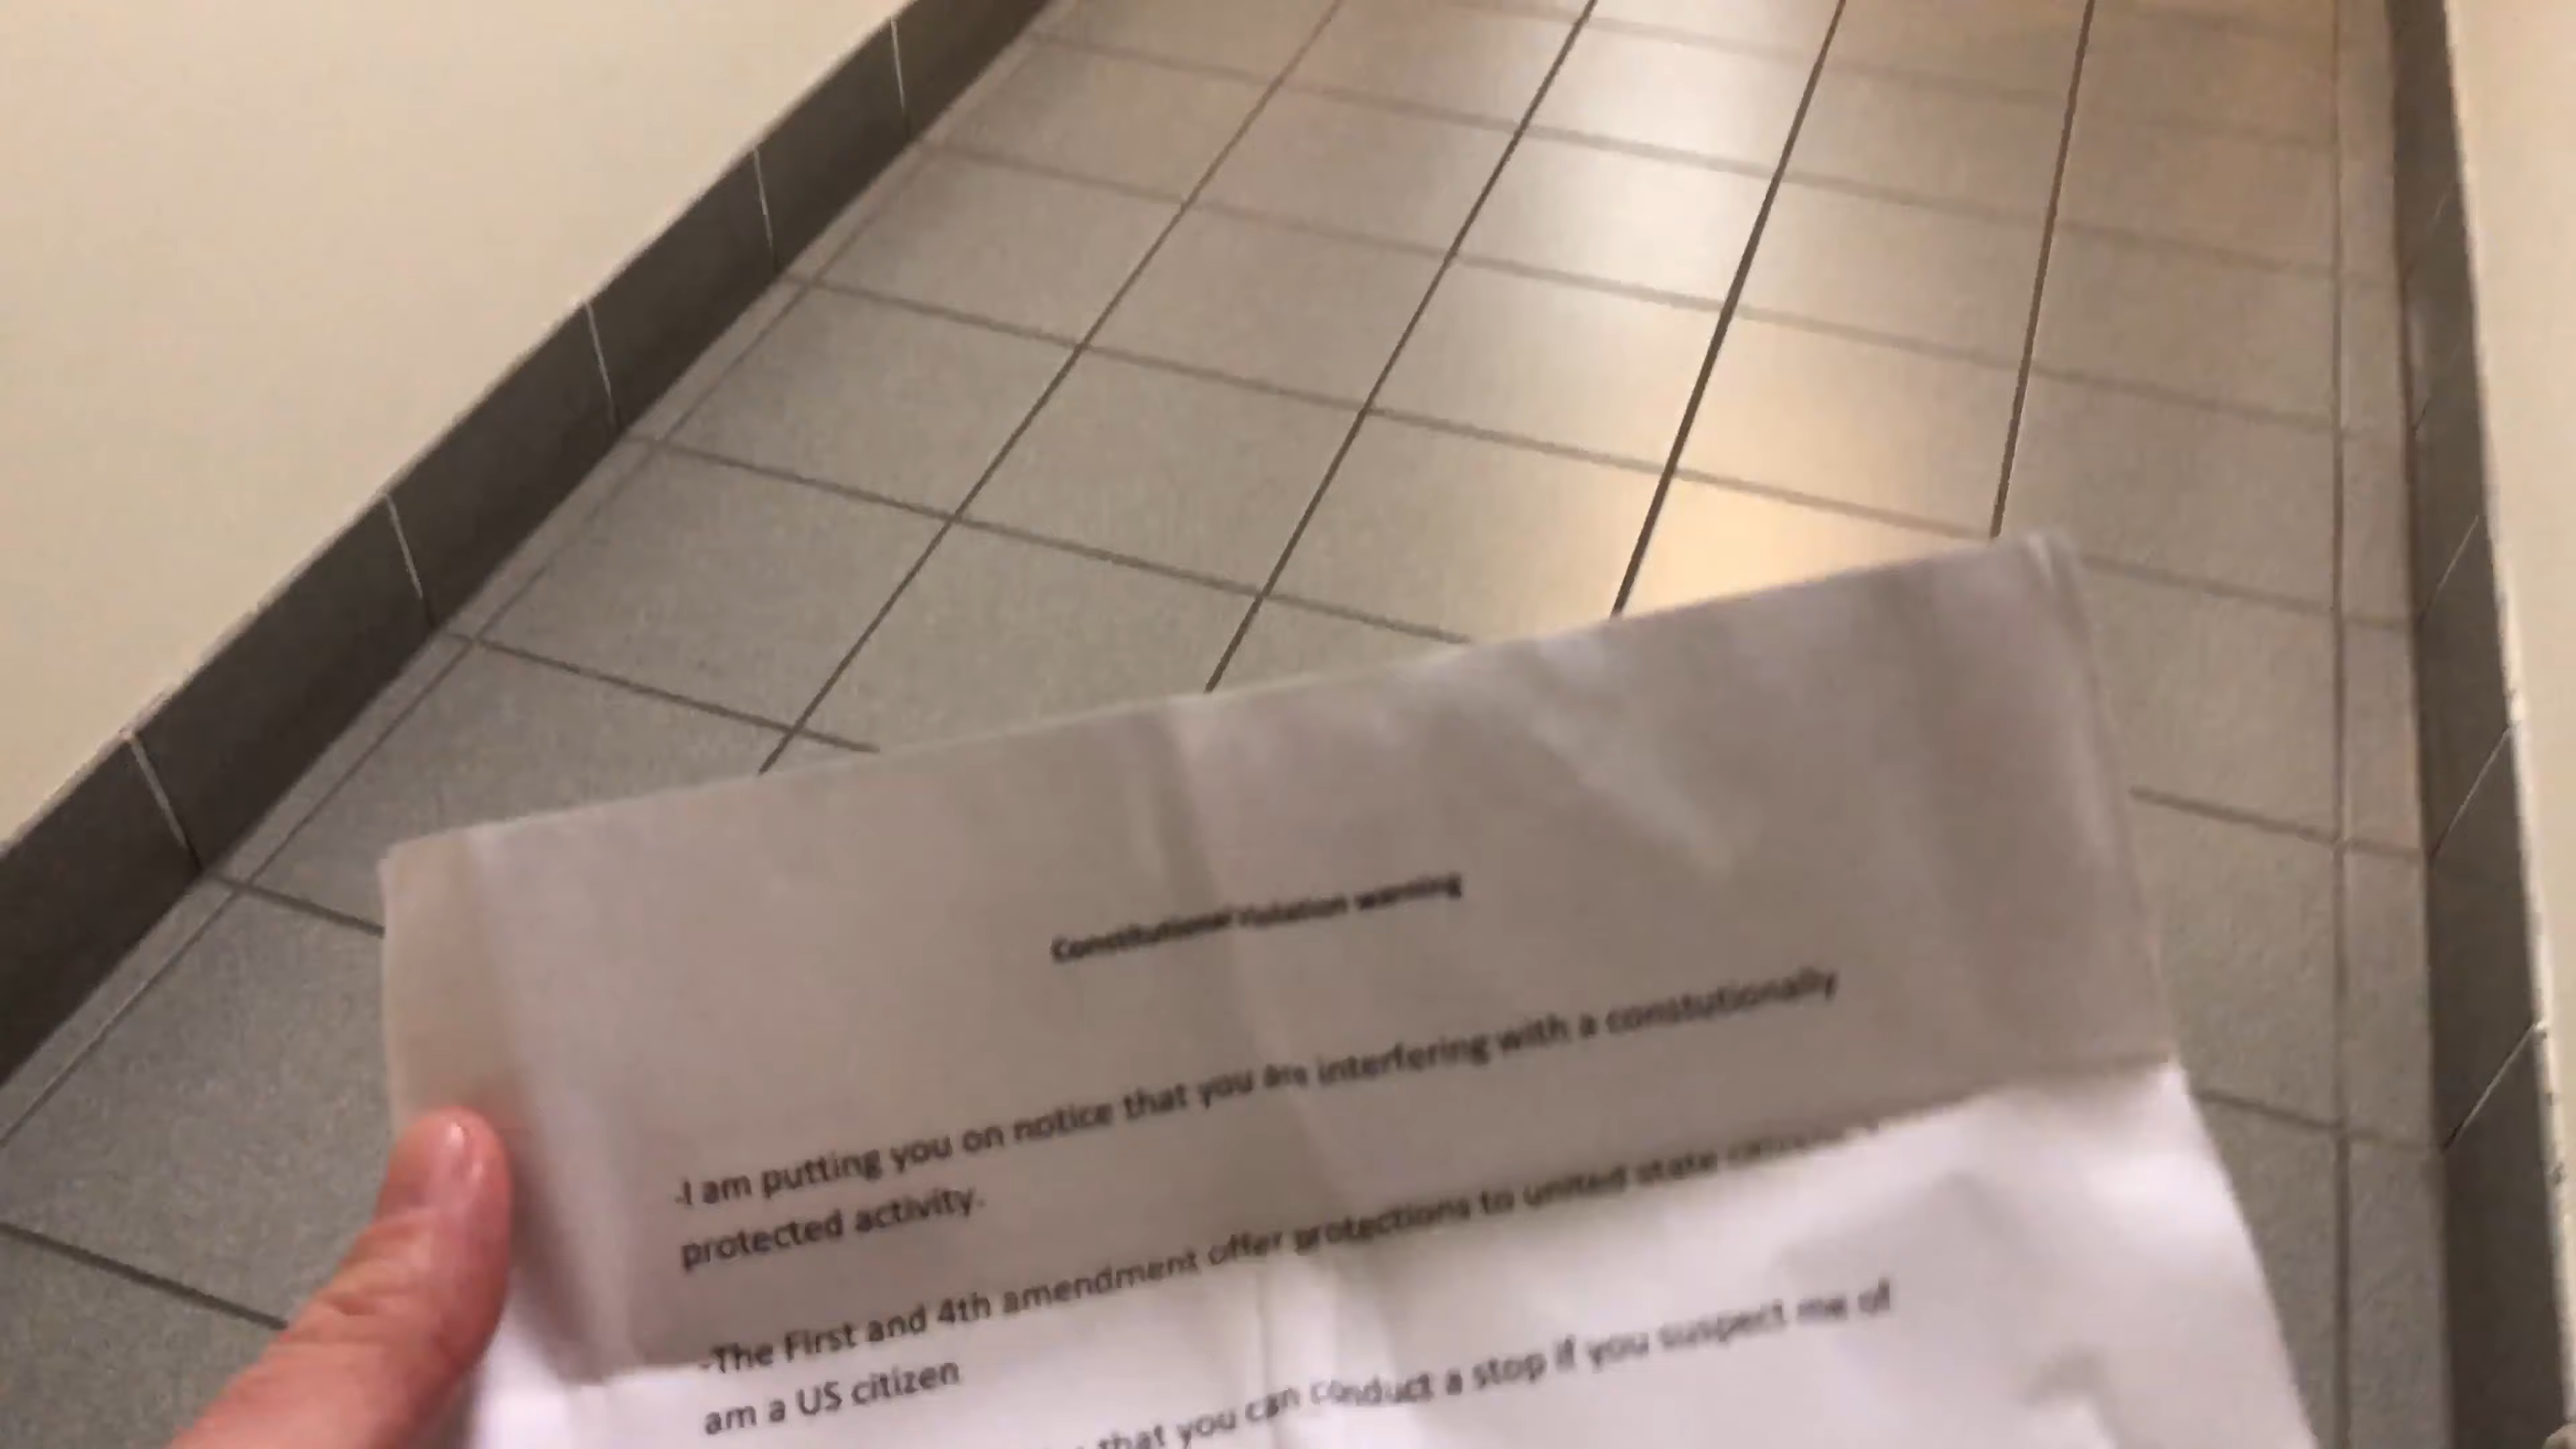 Constitutional violation warning
-I am putting you on notice that you are interfering with a constutionally
protected activity.
-The First and 4th amendment offer protections to united state
am a US citizen
that you can conduct a stop if you suspect me of